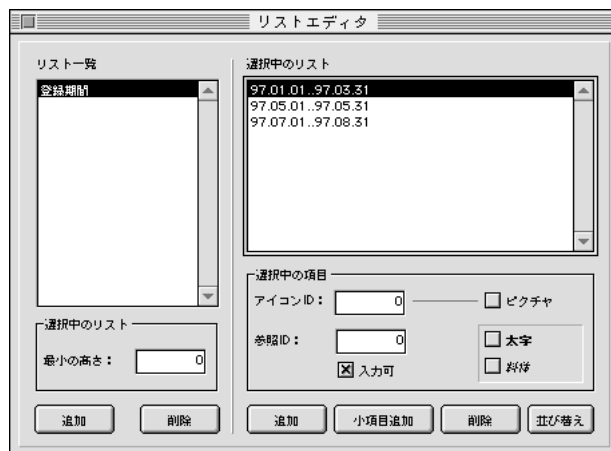 リストエディタ
リスト一覧
登録期間
選択中のリスト
最小の高さ：
0
追加
削除
選択中のリスト
97.01.01..97.03.31
97.05.01..97.05.31
97.07.01..97.08.31
選択中の項目
アイコンID：
0
ピクチャ
参照ID：
0
太字
入力可
斜体
追加
小項目追加
削除
並び替え